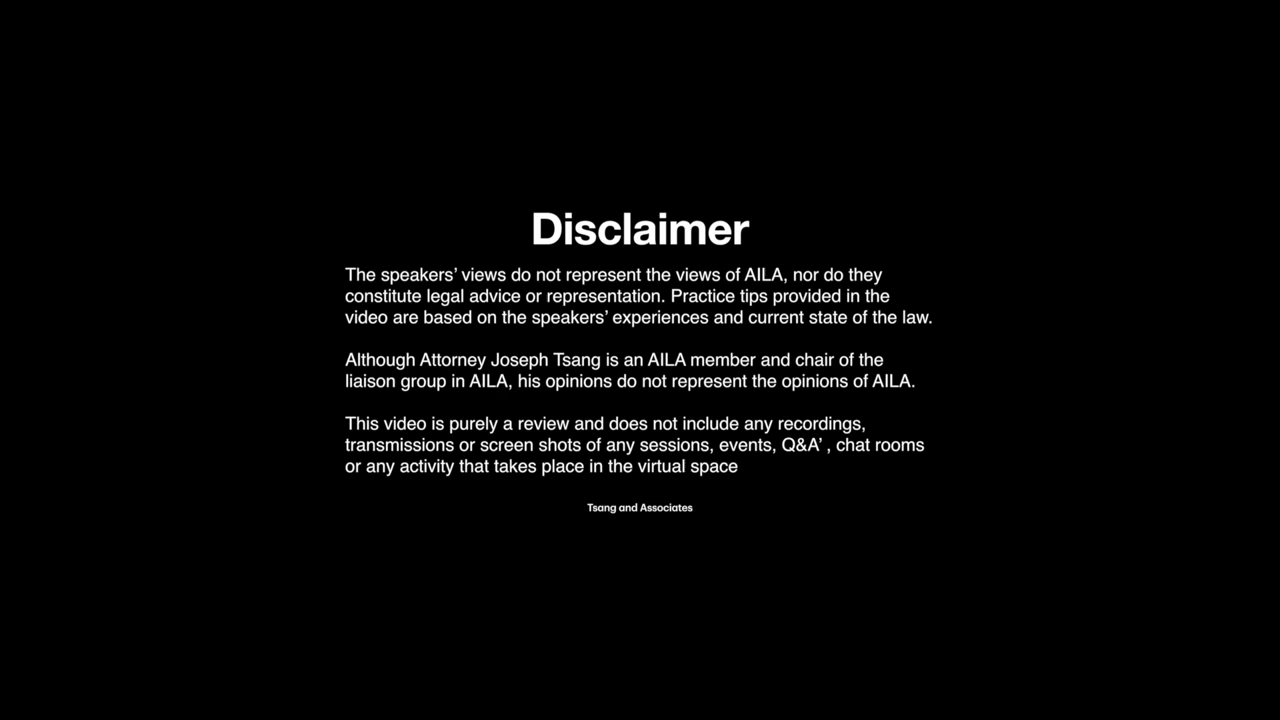 Disclaimer
The speakers’ views do not represent the views of AILA, nor do they
constitute legal advice or representation. Practice tips provided in the
video are based on the speakers’ experiences and current state of the law.
Although Attorney Joseph Tsang is an AILA member and chair of the
liaison group in AILA, his opinions do not represent the opinions of AILA.
This video is purely a review and does not include any recordings,
transmissions or screen shots of any sessions, events, Q&A’ , chat rooms
or any activity that takes place in the virtual space
Tsang and Associates